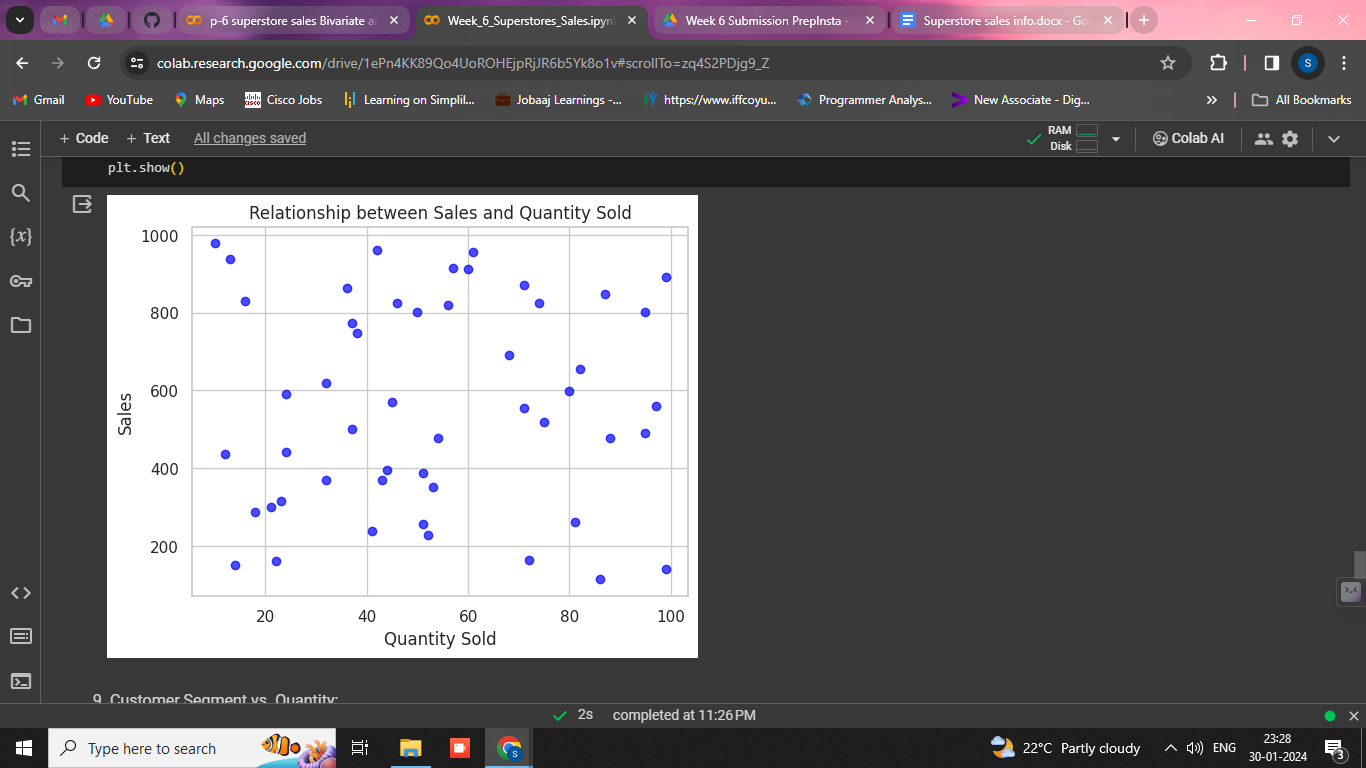 p-6 superstore sales Bivariate a
Week_6_Superstores_Sales.ipyn
Week 6 Submission PrepInsta -
Superstore sales info.docx - Go
colab.research.google.com/drive/1ePn4KK89Qo4UoROHEjpRjJR6b5Yk8o1v#scrollTo=zq4S2PDjg9_Z
S
Gmail
YouTube
Maps
Cisco Jobs
Learning on Simplil...
Jobaaj Learnings -...
https://www.iffcoyu...
Programmer Analys...
New Associate - Dig...
»
All Bookmarks
+ Code
+ Text
All changes saved
RAM
Disk
Colab AI
plt.show()
{x}
Relationship between Sales and Quantity Sold
1000
800
600
400
200
Sales
20 40 60 80 100
Quantity Sold
9. Customer Segment vs. Quantity:
2s completed at 11:26 PM
Type here to search
22°C Partly cloudy
ENG
23:28
30-01-2024
3